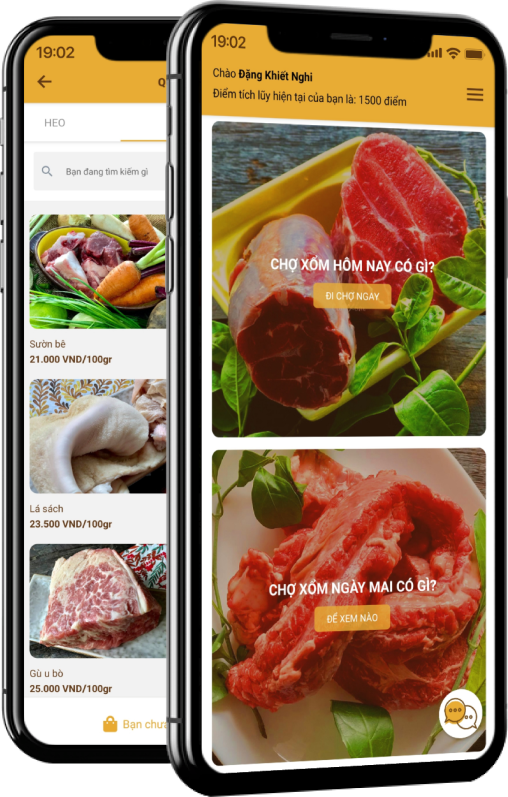 19:02
Q
HEO
Bạn đang tìm kiếm gì
Sườn bê
21.000 VND/100gr
Lá sách
23.500 VND/100gr
Gù u bò
25.000 VND/100gr
Bạn chưa
19:02
Chào Đặng Khiết Nghi
Điểm tích lũy hiện tại của bạn là: 1500 điểm
CHỢ XỔM HÔM NAY CÓ GÌ?
ĐI CHỢ NGAY
CHỢ XỔM NGÀY MAI CÓ GÌ?
ĐỂ XEM NÀO